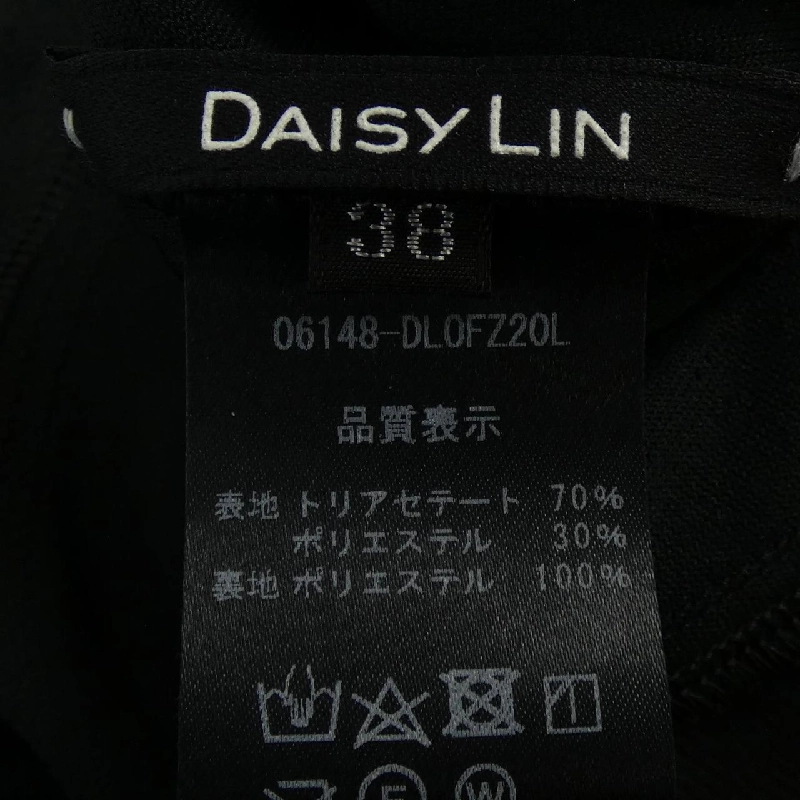 DAISY LIN
38
06148-DL0FZ20L
品質表示
表地 トリアセテート 70%
ポリエステル 30%
裏地 ポリエステル 100%
F W